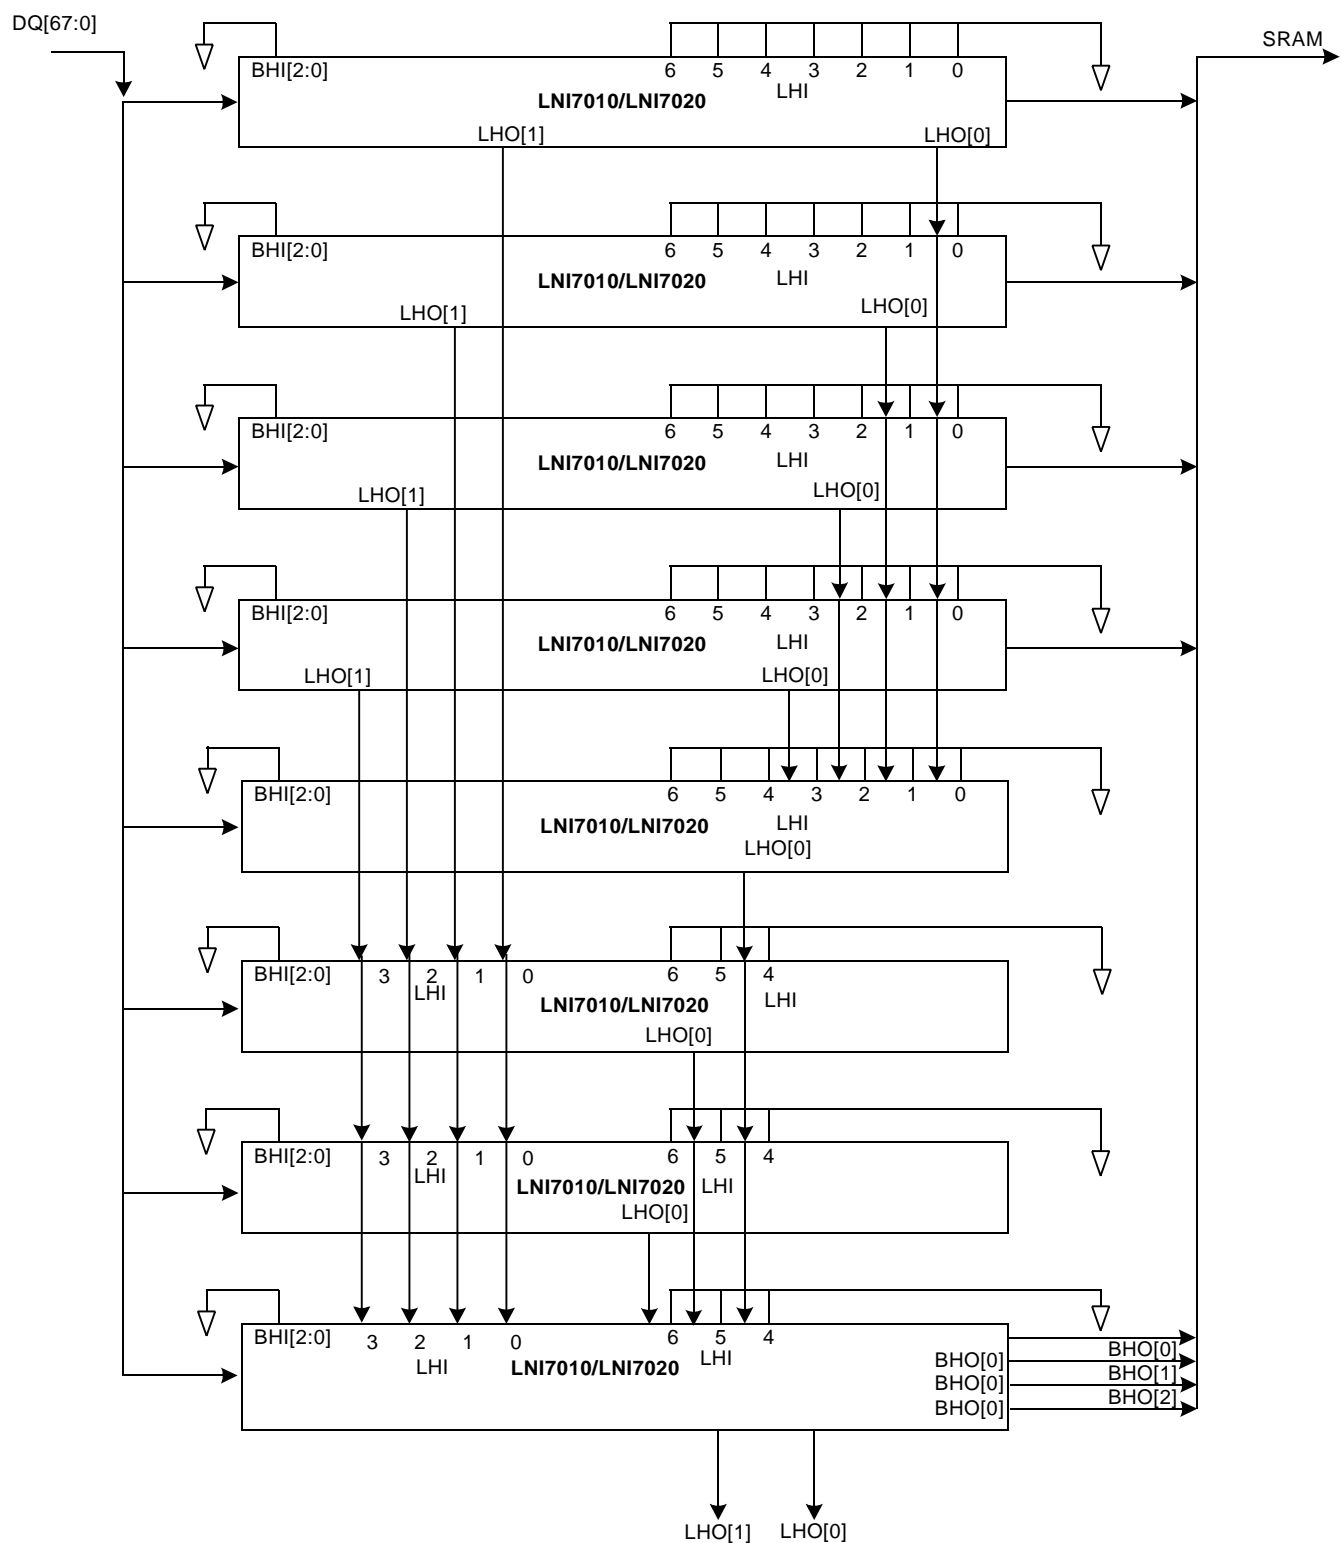 DQ[67:0]
SRAM
BHI[2:0] 6 5 4 3 2 1 0
LHI
LNI7010/LNI7020
LHO[1] LHO[0]
BHI[2:0] 6 5 4 3 2 1 0
LNI7010/LNI7020 LHI
LHO[1] LHO[0]
BHI[2:0] 6 5 4 3 2 1 0
LNI7010/LNI7020 LHI
LHO[1] LHO[0]
BHI[2:0] 6 5 4 3 2 1 0
LNI7010/LNI7020 LHI
LHO[1] LHO[0]
BHI[2:0] 6 5 4 3 2 1 0
LNI7010/LNI7020 LHI
LHO[0]
BHI[2:0] 3 2 1 0 6 5 4
LHI LNI7010/LNI7020 LHI
LHO[0]
BHI[2:0] 3 2 1 0 6 5 4
LHI LNI7010/LNI7020 LHI
LHO[0]
BHI[2:0] 3 2 1 0 6 5 4
LHI LNI7010/LNI7020 LHI
BHO[0]
BHO[0]
BHO[1]
BHO[0]
BHO[2]
BHO[0]
LHO[1] LHO[0]